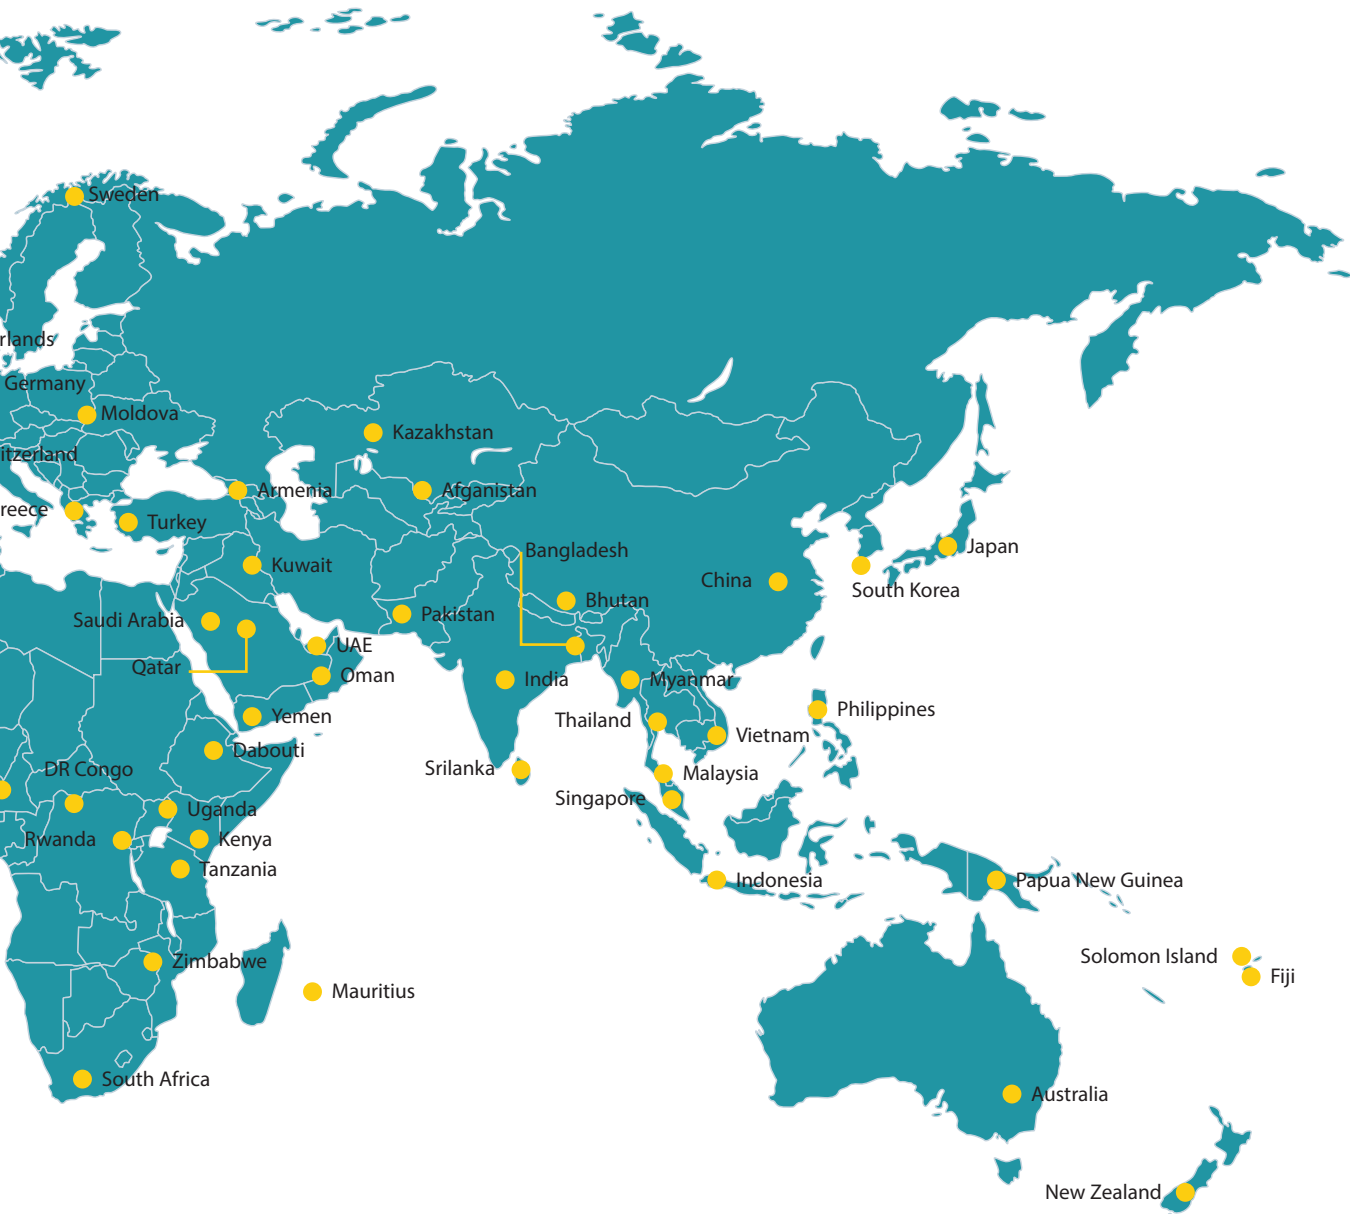 Sweden
rlands
Germany
Moldova
Kazakhstan
itzerland
Armenia
Afganistan
reece
Turkey
Japan
Bangladesh
Kuwait
China
South Korea
Bhutan
Pakistan
Saudi Arabia
UAE
Qatar
Oman
India
Myanmar
Philippines
Yemen
Thailand
Vietnam
Dabouti
DR Congo
Srilanka
Malaysia
Singapore
Uganda
Rwanda
Kenya
Tanzania
Indonesia
Papua New Guinea
Solomon Island
Zimbabwe
Fiji
Mauritius
South Africa
Australia
New Zealand